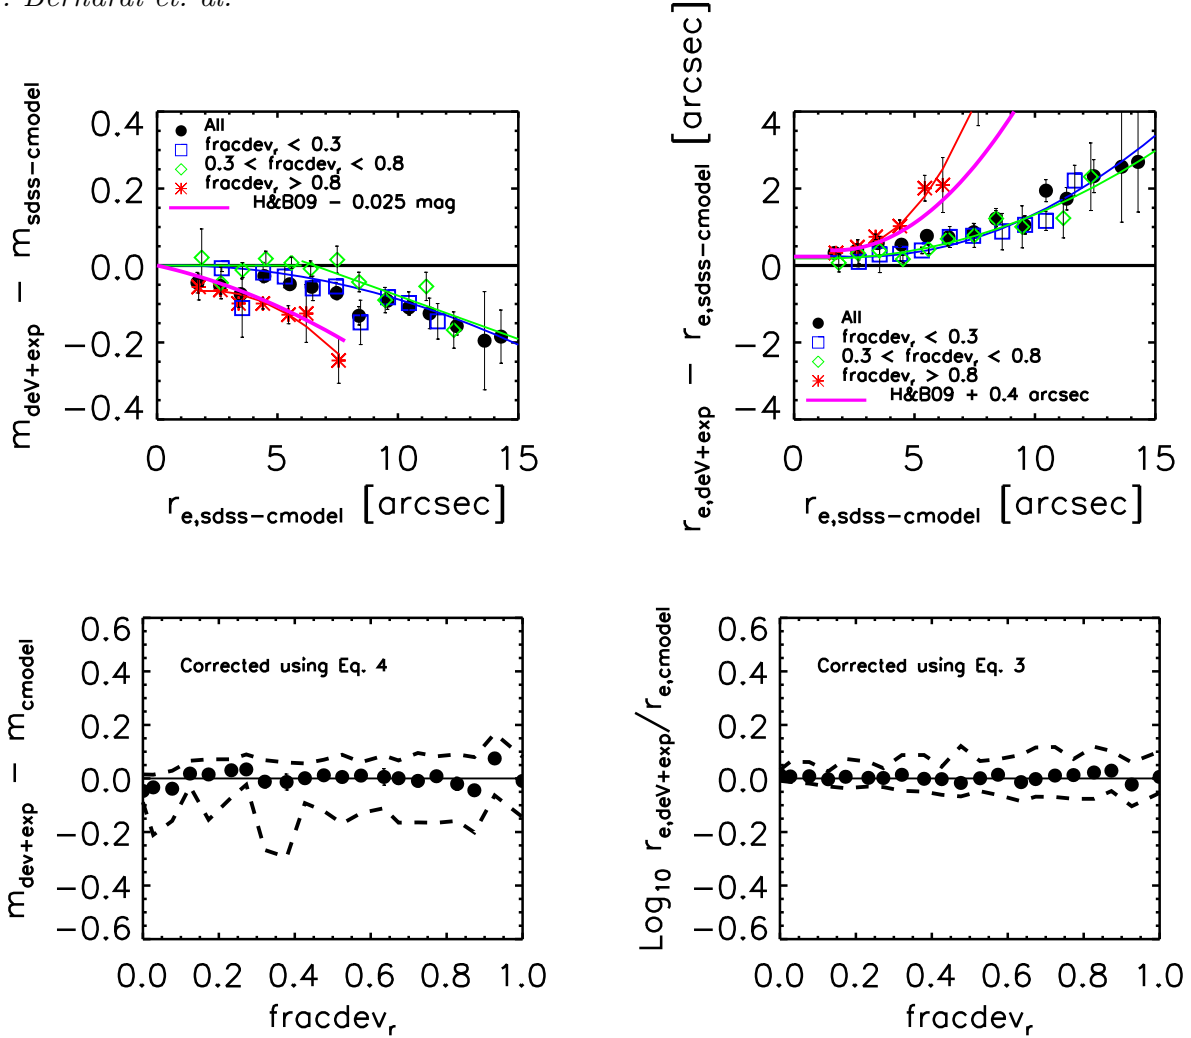 . Bernardi et. al.
m_deV+exp − m_sdss−cmodel
0.4
0.2
0.0
−0.2
−0.4
All
fracdev_r < 0.3
0.3 < fracdev_r < 0.8
fracdev_r > 0.8
H&B09 − 0.025 mag
0 5 10 15
r_e,sdss−cmodel [arcsec]
r_e,deV+exp − r_e,sdss−cmodel [arcsec]
4
2
0
−2
−4
All
fracdev_r < 0.3
0.3 < fracdev_r < 0.8
fracdev_r > 0.8
H&B09 + 0.4 arcsec
0 5 10 15
r_e,sdss−cmodel [arcsec]
m_dev+exp − m_crmodel
0.6
0.4
0.2
0.0
−0.2
−0.4
−0.6
Corrected using Eq. 4
0.0 0.2 0.4 0.6 0.8 1.0
fracdev_r
Log_10 r_e,dev+exp/r_e,cmodel
0.6
0.4
0.2
0.0
−0.2
−0.4
−0.6
Corrected using Eq. 3
0.0 0.2 0.4 0.6 0.8 1.0
fracdev_r